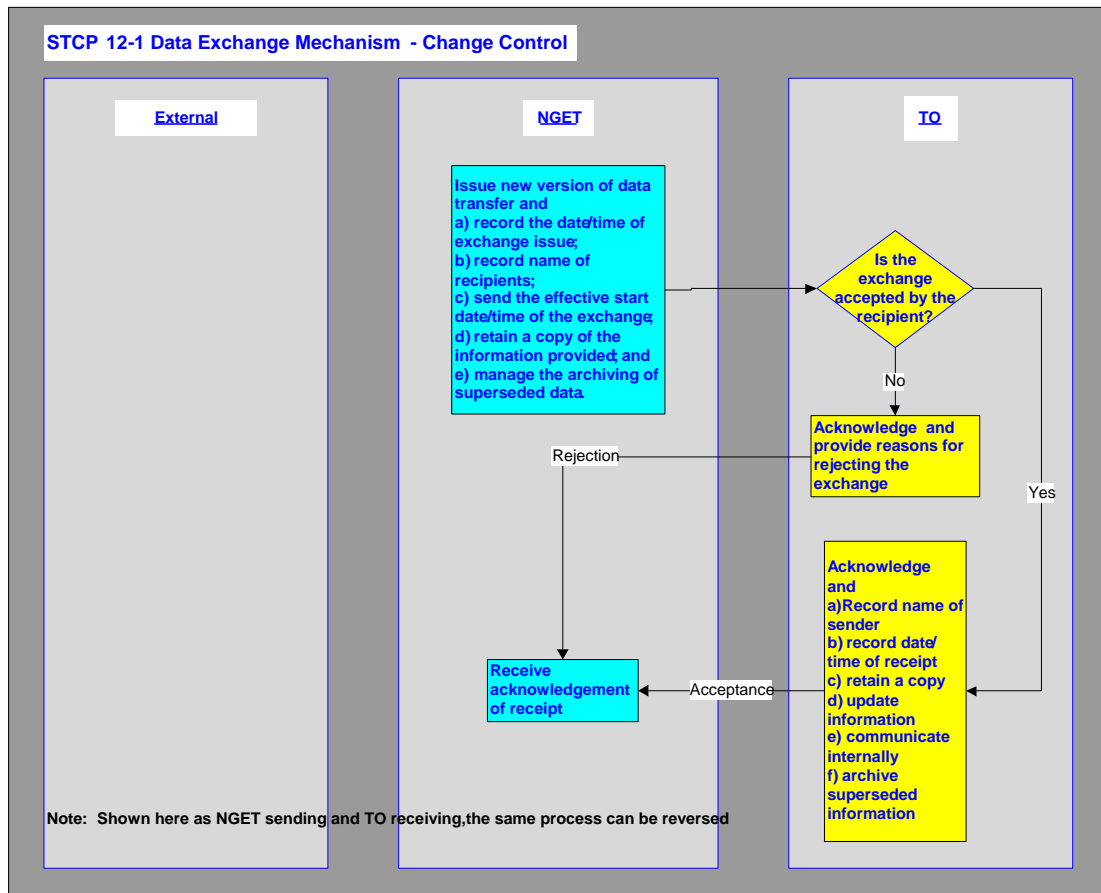 STCP 12-1 Data Exchange Mechanism - Change Control
External
NGET
TO
Issue new version of data
transfer and
a) record the date/time of
exchange issue;
b) record name of
recipients;
c) send the effective start
date/time of the exchange;
d) retain a copy of the
information provided; and
e) manage the archiving of
superseded data.
Is the
exchange
accepted by the
recipient?
No
Yes
Acknowledge and
provide reasons for
rejecting the
exchange
Rejection
Acknowledge
and
a)Record name of
sender
b) record date/
time of receipt
c) retain a copy
d) update
information
e) communicate
internally
f) archive
superseded
information
Acceptance
Receive
acknowledgement
of receipt
Note: Shown here as NGET sending and TO receiving,the same process can be reversed